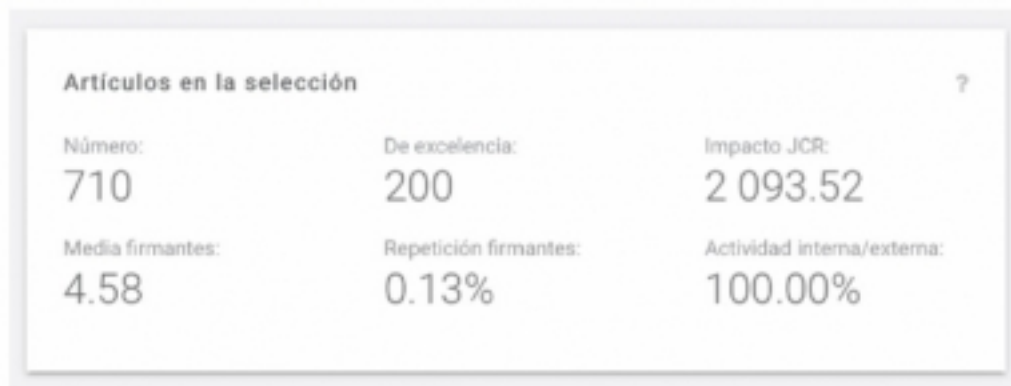 Artículos en la selección ?
Número: De excelencia: Impacto JCR:
710 200 2 093.52
Media firmantes: Repetición firmantes: Actividad interna/externa:
4.58 0.13% 100.00%